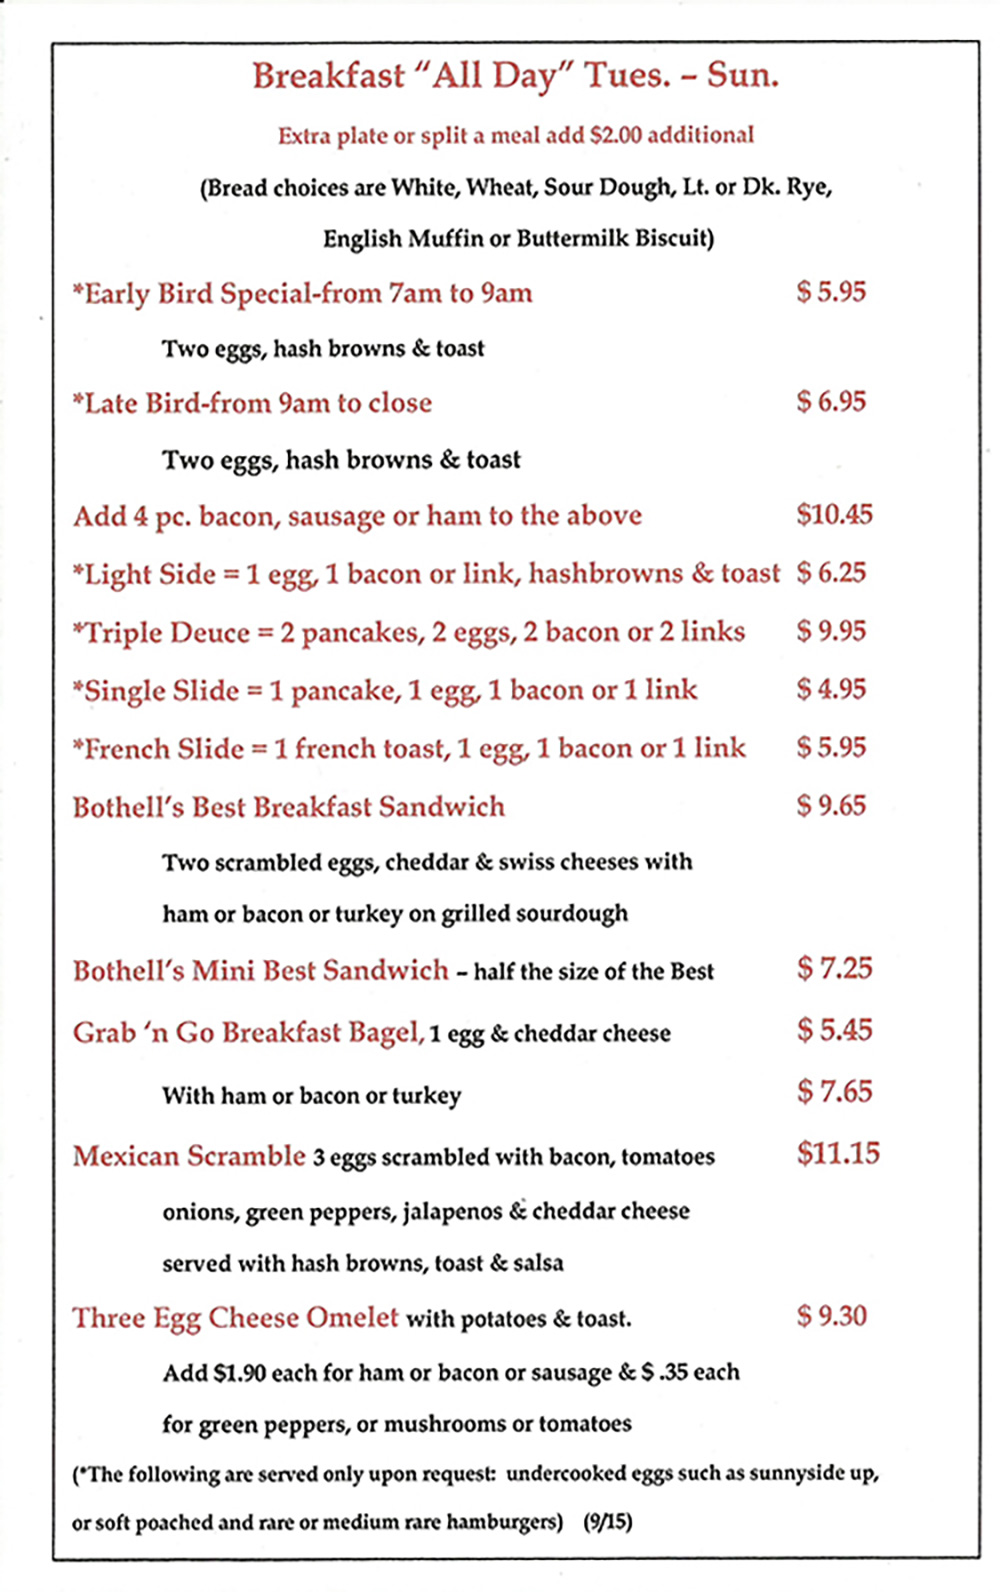 Breakfast "All Day" Tues. – Sun.
Extra plate or split a meal add $2.00 additional
(Bread choices are White, Wheat, Sour Dough, Lt. or Dk. Rye,
English Muffin or Buttermilk Biscuit)
*Early Bird Special-from 7am to 9am $ 5.95
Two eggs, hash browns & toast
*Late Bird-from 9am to close $ 6.95
Two eggs, hash browns & toast
Add 4 pc. bacon, sausage or ham to the above $10.45
*Light Side = 1 egg, 1 bacon or link, hashbrowns & toast $ 6.25
*Triple Deuce = 2 pancakes, 2 eggs, 2 bacon or 2 links $ 9.95
*Single Slide = 1 pancake, 1 egg, 1 bacon or 1 link $ 4.95
*French Slide = 1 french toast, 1 egg, 1 bacon or 1 link $ 5.95
Bothell's Best Breakfast Sandwich $ 9.65
Two scrambled eggs, cheddar & swiss cheeses with
ham or bacon or turkey on grilled sourdough
Bothell's Mini Best Sandwich – half the size of the Best $ 7.25
Grab 'n Go Breakfast Bagel, 1 egg & cheddar cheese $ 5.45
With ham or bacon or turkey $ 7.65
Mexican Scramble 3 eggs scrambled with bacon, tomatoes $11.15
onions, green peppers, jalapenos & cheddar cheese
served with hash browns, toast & salsa
Three Egg Cheese Omelet with potatoes & toast. $ 9.30
Add $1.90 each for ham or bacon or sausage & $ .35 each
for green peppers, or mushrooms or tomatoes
(*The following are served only upon request: undercooked eggs such as sunnyside up,
or soft poached and rare or medium rare hamburgers) (9/15)